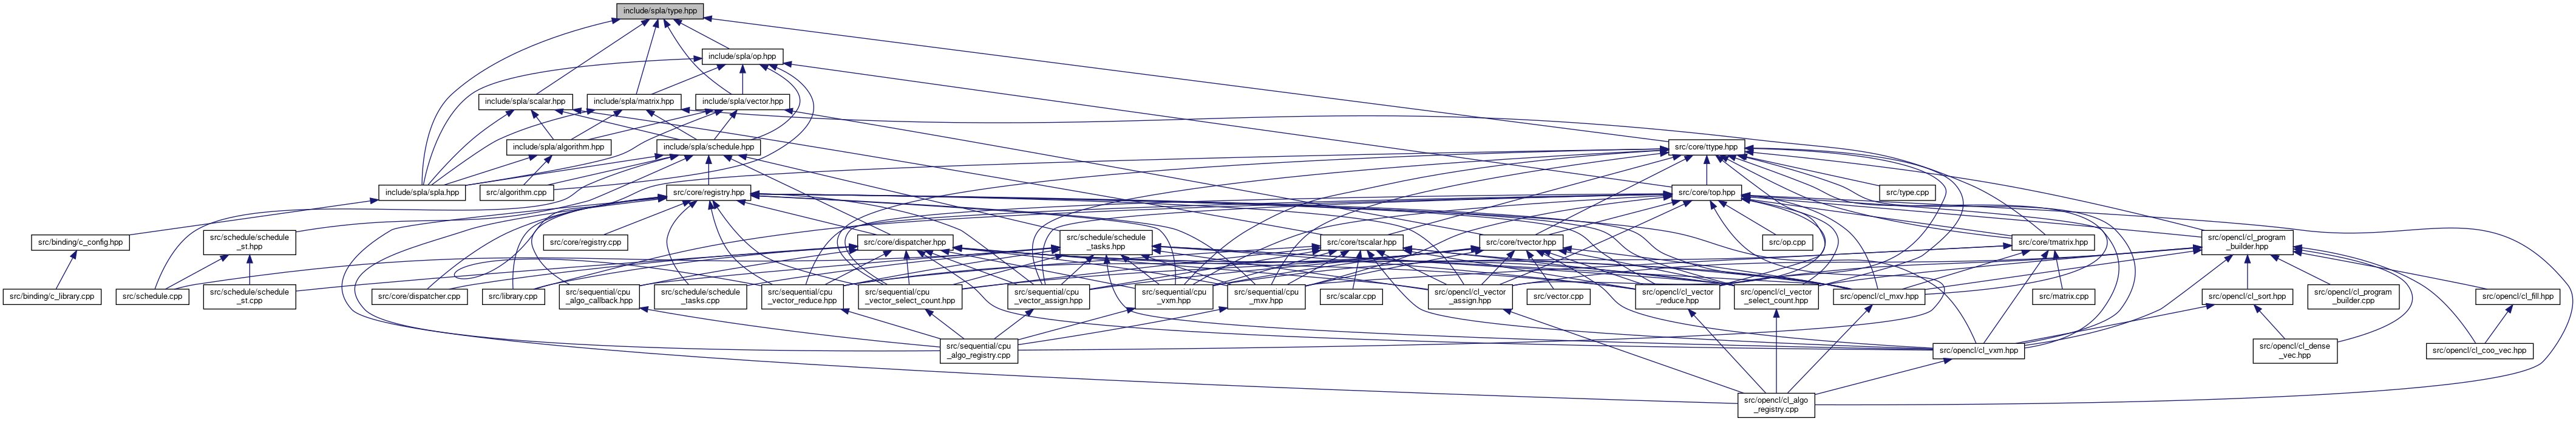 include/spla/type.hpp
include/spla/op.hpp
include/spla/scalar.hpp
include/spla/matrix.hpp
include/spla/vector.hpp
include/spla/algorithm.hpp
include/spla/schedule.hpp
src/core/ttype.hpp
include/spla/spla.hpp
src/algorithm.cpp
src/core/registry.hpp
src/core/top.hpp
src/type.cpp
src/binding/c_config.hpp
src/schedule/schedule
_st.hpp
src/core/registry.cpp
src/core/dispatcher.hpp
src/schedule/schedule
_tasks.hpp
src/core/tscalar.hpp
src/core/tvector.hpp
src/op.cpp
src/core/tmatrix.hpp
src/opencl/cl_program
_builder.hpp
src/binding/c_library.cpp
src/schedule.cpp
src/schedule/schedule
_st.cpp
src/core/dispatcher.cpp
src/library.cpp
src/sequential/cpu
_algo_callback.hpp
src/schedule/schedule
_tasks.cpp
src/sequential/cpu
_vector_reduce.hpp
src/sequential/cpu
_vector_select_count.hpp
src/sequential/cpu
_vector_assign.hpp
src/sequential/cpu
_vxm.hpp
src/sequential/cpu
_mxv.hpp
src/scalar.cpp
src/opencl/cl_vector
_assign.hpp
src/vector.cpp
src/opencl/cl_vector
_reduce.hpp
src/opencl/cl_vector
_select_count.hpp
src/opencl/cl_mxv.hpp
src/matrix.cpp
src/opencl/cl_sort.hpp
src/opencl/cl_program
_builder.cpp
src/opencl/cl_fill.hpp
src/sequential/cpu
_algo_registry.cpp
src/opencl/cl_vxm.hpp
src/opencl/cl_dense
_vec.hpp
src/opencl/cl_coo_vec.hpp
src/opencl/cl_algo
_registry.cpp